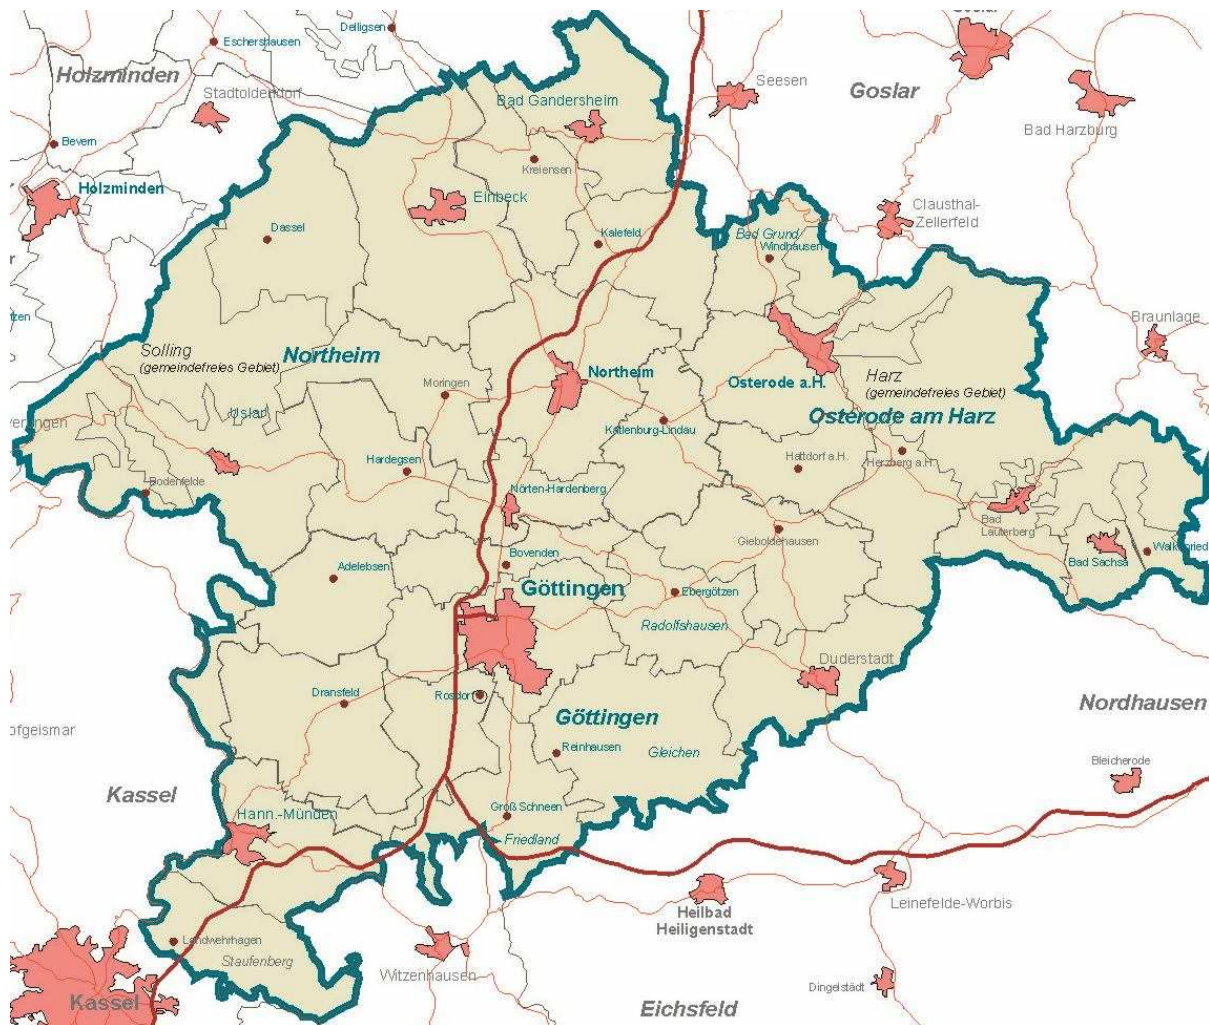 Goslar
Delligsen
Eschershausen
Holzminden
Seesen
Goslar
Stadtoldendorf
Bad Gandersheim
Bad Harzburg
Bevern
Kreiensen
Holzminden
Einbeck
Clausthal-
Zellerfeld
Dassel
Kalefeld
Bad Grund
Windhausen
Braunlage
Solling
(gemeindefreies Gebiet)
Northeim
Northeim
Osterode a.H.
Harz
(gemeindefreies Gebiet)
Moringen
Uslar
Osterode am Harz
Katlenburg-Lindau
Hardegsen
Hattdorf a.H.
Herzberg a.H.
Bodenfelde
Nörten-Hardenberg
Bad
Lauterberg
Gieboldehausen
Bovenden
Walkenried
Bad Sachsa
Adelebsen
Göttingen
Ebergötzen
Radolfshausen
Duderstadt
Dransfeld
Rosdorf
Göttingen
Nordhausen
ofgeismar
Reinhausen
Gleichen
Bleicherode
Kassel
Hann.-Münden
Groß Schneen
Friedland
Leinefelde-Worbis
Heilbad
Heiligenstadt
Landwehrhagen
Staufenberg
Witzenhausen
Dingelstädt
Kassel
Eichsfeld